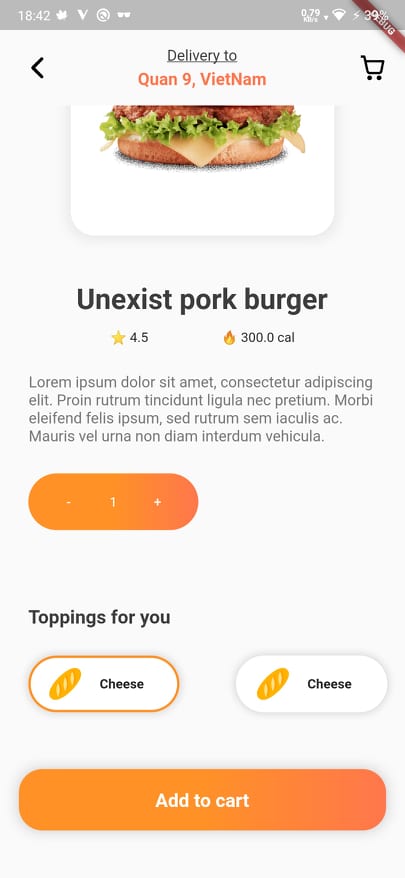 18:42
0.79
KB/s
39%
DEBUG
Delivery to
Quan 9, VietNam
Unexist pork burger
4.5
300.0 cal
Lorem ipsum dolor sit amet, consectetur adipiscing
elit. Proin rutrum tincidunt ligula nec pretium. Morbi
eleifend felis ipsum, sed rutrum sem iaculis ac.
Mauris vel urna non diam interdum vehicula.
- 1 +
Toppings for you
Cheese
Cheese
Add to cart